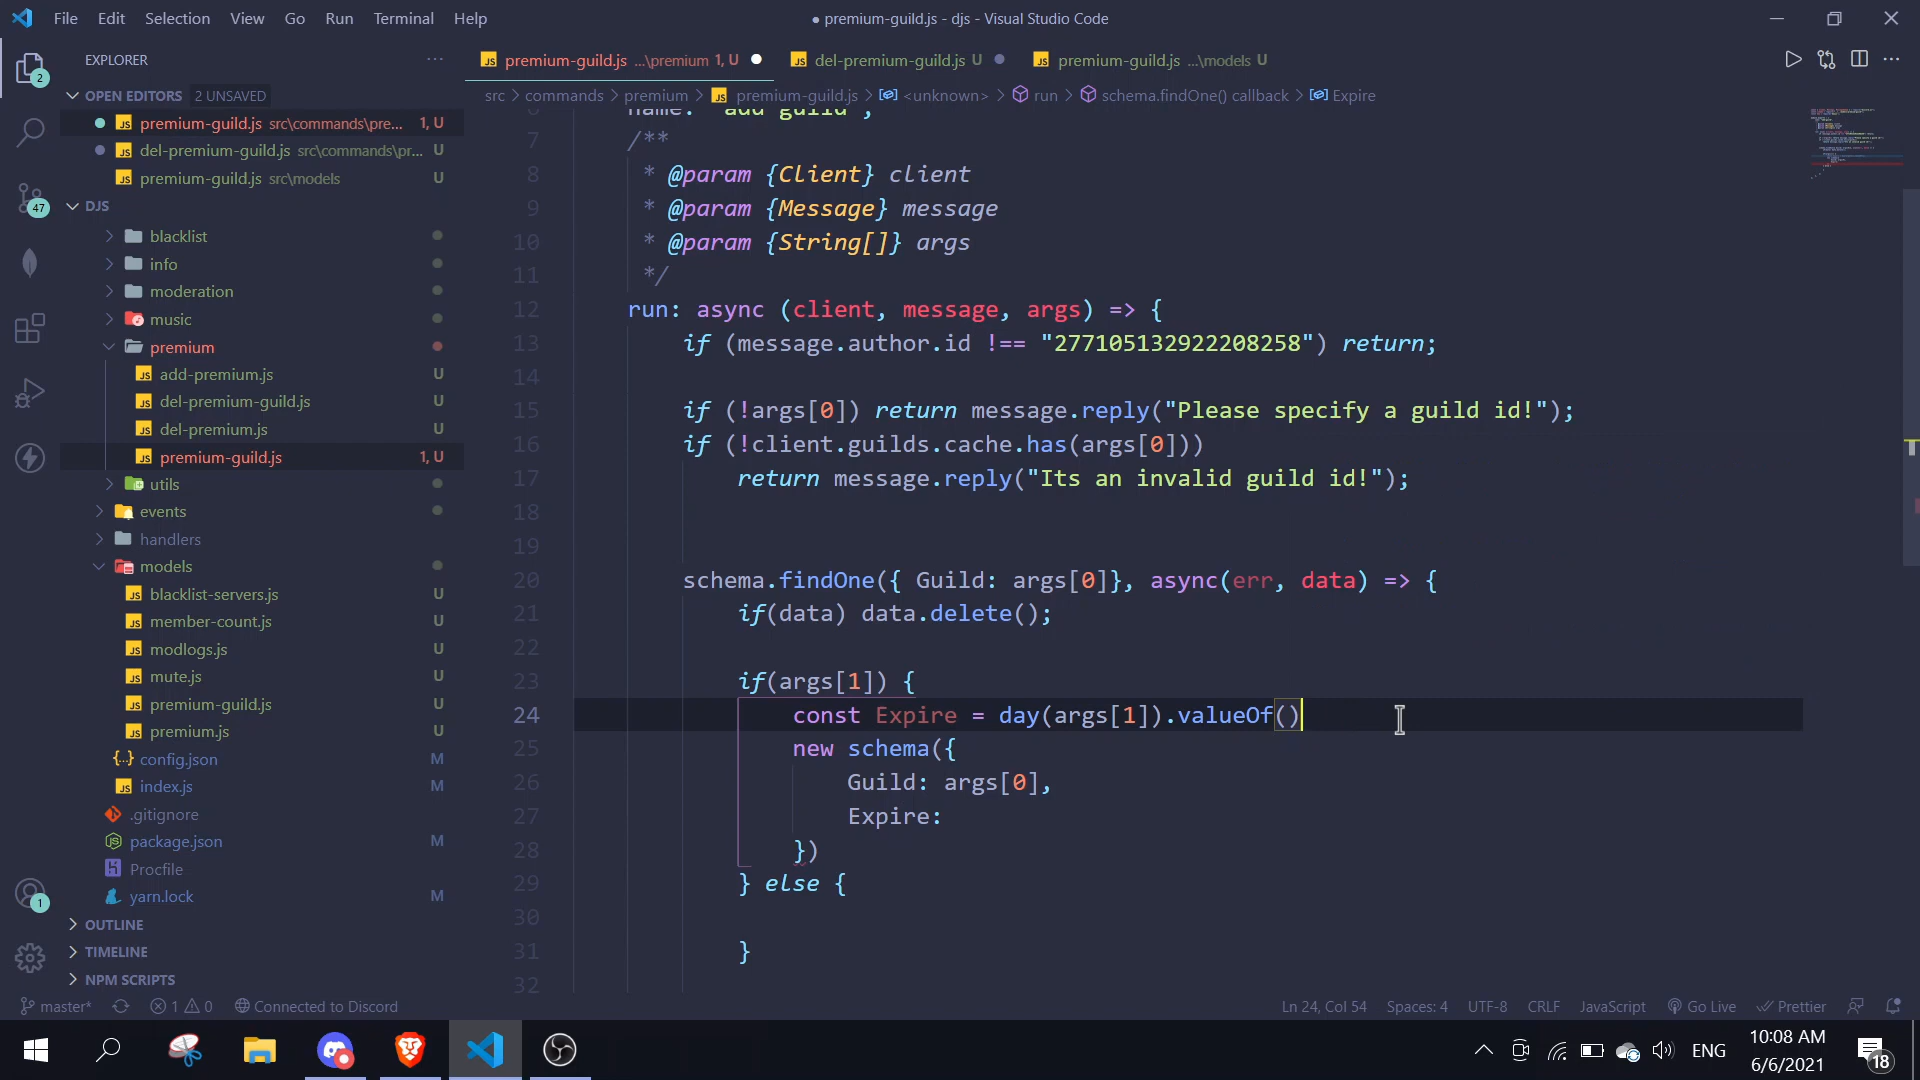 File Edit Selection View Go Run Terminal Help
● premium-guild.js - djs - Visual Studio Code
EXPLORER
OPEN EDITORS 2 UNSAVED
premium-guild.js src\commands\pre... 1, U
del-premium-guild.js src\commands\pr... U
premium-guild.js src\models U
DJS
blacklist
info
moderation
music
premium
add-premium.js U
del-premium-guild.js U
del-premium.js U
premium-guild.js 1, U
utils
events
handlers
models
blacklist-servers.js U
member-count.js U
modlogs.js U
mute.js U
premium-guild.js U
premium.js U
config.json M
index.js M
.gitignore
package.json M
Procfile
yarn.lock M
OUTLINE
TIMELINE
NPM SCRIPTS
2
47
1
premium-guild.js ...\premium 1, U
del-premium-guild.js U
premium-guild.js ...\models U
src > commands > premium > premium-guild.js > <unknown> > run > schema.findOne() callback > Expire
name: "add guild",
7 /**
8 * @param {Client} client
9 * @param {Message} message
10 * @param {String[]} args
11 */
12 run: async (client, message, args) => {
13 if (message.author.id !== "277105132922208258") return;
14
15 if (!args[0]) return message.reply("Please specify a guild id!");
16 if (!client.guilds.cache.has(args[0]))
17 return message.reply("Its an invalid guild id!");
18
19
20 schema.findOne({ Guild: args[0]}, async(err, data) => {
21 if(data) data.delete();
22
23 if(args[1]) {
24 const Expire = day(args[1]).valueOf()
25 new schema({
26 Guild: args[0],
27 Expire:
28 })
29 } else {
30
31 }
32
master* 1 0 Connected to Discord
Ln 24, Col 54 Spaces: 4 UTF-8 CRLF JavaScript Go Live Prettier
ENG
10:08 AM
6/6/2021
18